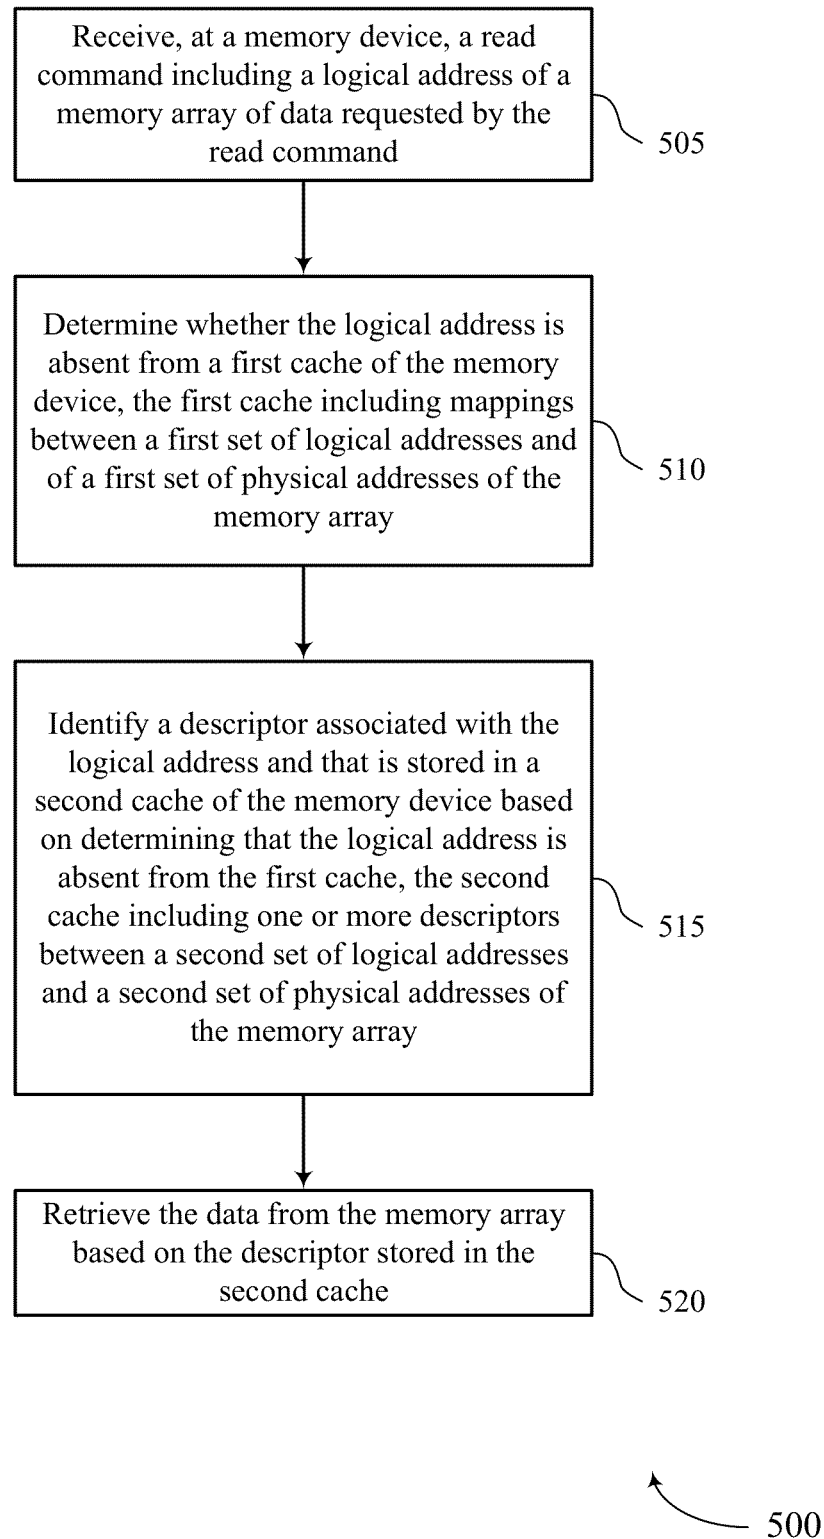 Receive, at a memory device, a read
command including a logical address of a
memory array of data requested by the
read command
505
Determine whether the logical address is
absent from a first cache of the memory
device, the first cache including mappings
between a first set of logical addresses and
of a first set of physical addresses of the
memory array
510
Identify a descriptor associated with the
logical address and that is stored in a
second cache of the memory device based
on determining that the logical address is
absent from the first cache, the second
cache including one or more descriptors
between a second set of logical addresses
and a second set of physical addresses of
the memory array
515
Retrieve the data from the memory array
based on the descriptor stored in the
second cache
520
500